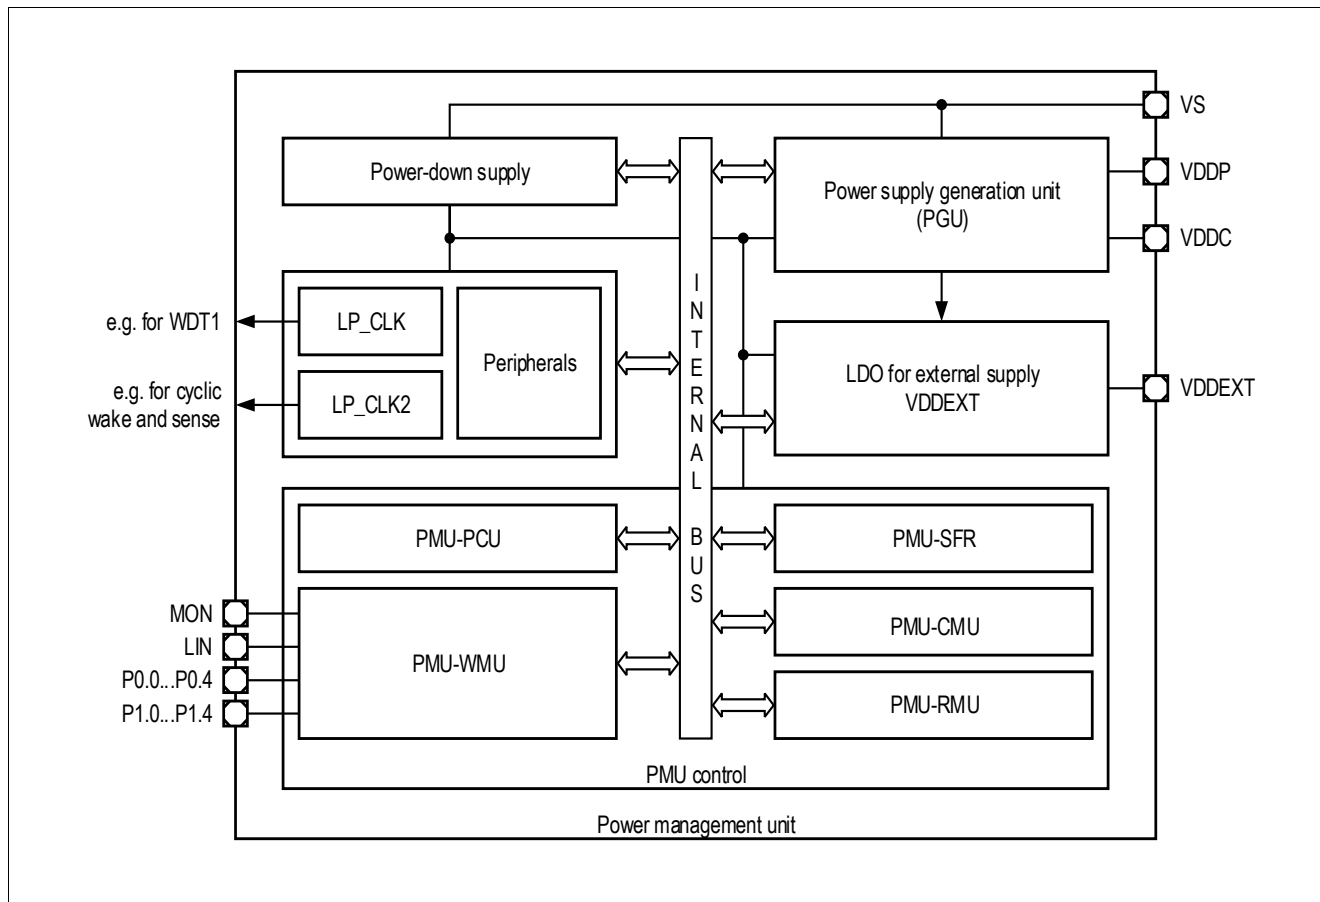 VS
Power-down supply
Power supply generation unit
(PGU)
VDDP
VDDC
INTERNAL BUS
e.g. for WDT1
LP_CLK
Peripherals
e.g. for cyclic
wake and sense
LP_CLK2
LDO for external supply
VDDEXT
VDDEXT
PMU-PCU
PMU-SFR
MON
LIN
P0.0...P0.4
P1.0...P1.4
PMU-WMU
PMU-CMU
PMU-RMU
PMU control
Power management unit